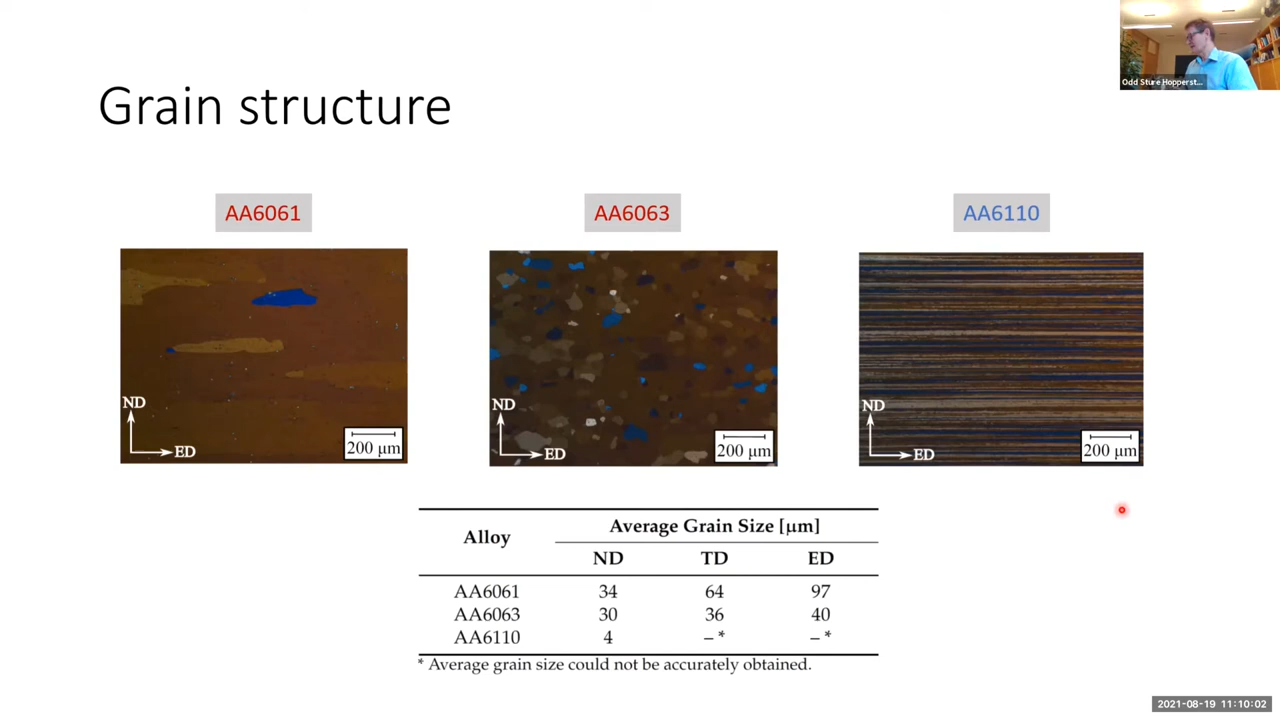 Odd Sture Hopperst...
Grain structure
AA6061 AA6063 AA6110
ND
ED
200 μm
ND
ED
200 μm
ND
ED
200 μm
Alloy
Average Grain Size [μm]
ND TD ED
AA6061 34 64 97
AA6063 30 36 40
AA6110 4 –* –*
* Average grain size could not be accurately obtained.
2021-08-19 11:10:02